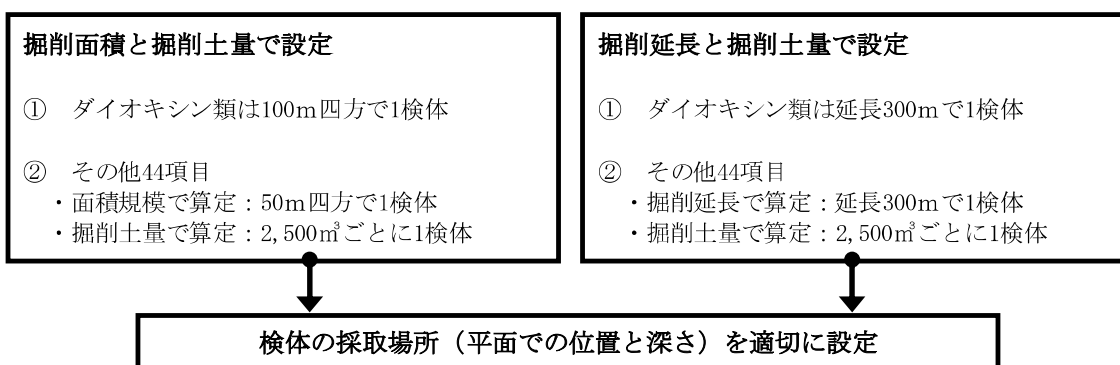 掘削面積と掘削土量で設定
① ダイオキシン類は100m四方で1検体
② その他44項目
・面積規模で算定：50m四方で1検体
・掘削土量で算定：2,500㎥ごとに1検体
掘削延長と掘削土量で設定
① ダイオキシン類は延長300mで1検体
② その他44項目
・掘削延長で算定：延長300mで1検体
・掘削土量で算定：2,500㎥ごとに1検体
検体の採取場所（平面での位置と深さ）を適切に設定